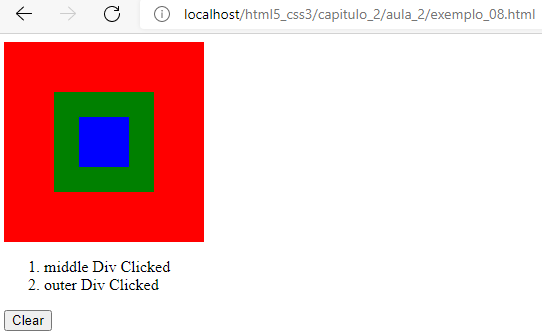 localhost/html5_css3/capitulo_2/aula_2/exemplo_08.html
1. middle Div Clicked
2. outer Div Clicked
Clear